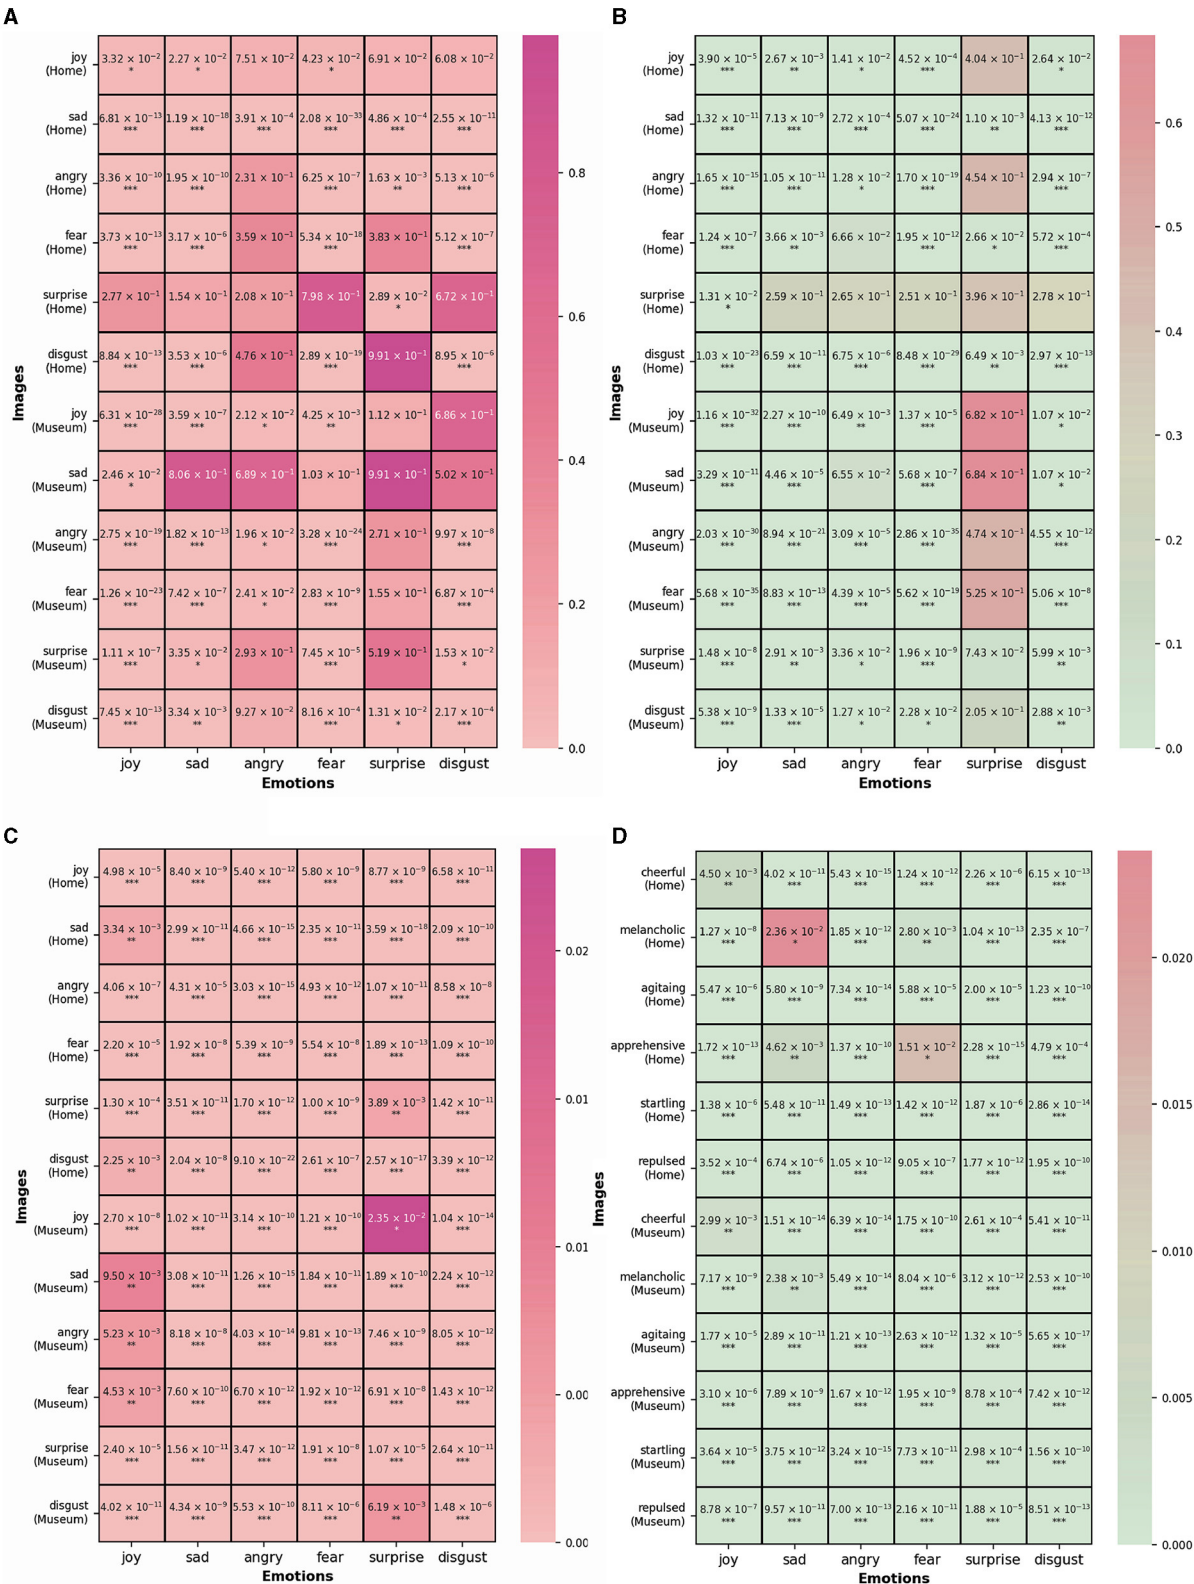 A
joy (Home) 3.32 × 10⁻² * 2.27 × 10⁻² * 7.51 × 10⁻² 4.23 × 10⁻² * 6.91 × 10⁻² 6.08 × 10⁻²
sad (Home) 6.81 × 10⁻¹³ *** 1.19 × 10⁻¹⁸ *** 3.91 × 10⁻⁴ *** 2.08 × 10⁻³³ *** 4.86 × 10⁻⁴ *** 2.55 × 10⁻¹¹ ***
angry (Home) 3.36 × 10⁻¹⁰ *** 1.95 × 10⁻¹⁰ *** 2.31 × 10⁻¹ 6.25 × 10⁻⁷ *** 1.63 × 10⁻³ ** 5.13 × 10⁻⁶ ***
fear (Home) 3.73 × 10⁻¹³ *** 3.17 × 10⁻⁶ *** 3.59 × 10⁻¹ 5.34 × 10⁻¹⁸ *** 3.83 × 10⁻¹ 5.12 × 10⁻⁷ ***
surprise (Home) 2.77 × 10⁻¹ 1.54 × 10⁻¹ 2.08 × 10⁻¹ 7.98 × 10⁻¹ 2.89 × 10⁻² * 6.72 × 10⁻¹
disgust (Home) 8.84 × 10⁻¹³ *** 3.53 × 10⁻⁶ *** 4.76 × 10⁻¹ 2.89 × 10⁻¹⁹ *** 9.91 × 10⁻¹ 8.95 × 10⁻⁶ ***
joy (Museum) 6.31 × 10⁻²⁸ *** 3.59 × 10⁻⁷ *** 2.12 × 10⁻² * 4.25 × 10⁻³ ** 1.12 × 10⁻¹ 6.86 × 10⁻¹
sad (Museum) 2.46 × 10⁻² * 8.06 × 10⁻¹ 6.89 × 10⁻¹ 1.03 × 10⁻¹ 9.91 × 10⁻¹ 5.02 × 10⁻¹
angry (Museum) 2.75 × 10⁻¹⁹ *** 1.82 × 10⁻¹³ *** 1.96 × 10⁻² * 3.28 × 10⁻²⁴ *** 2.71 × 10⁻¹ 9.97 × 10⁻⁸ ***
fear (Museum) 1.26 × 10⁻²³ *** 7.42 × 10⁻⁷ *** 2.41 × 10⁻² * 2.83 × 10⁻⁹ *** 1.55 × 10⁻¹ 6.87 × 10⁻⁴ ***
surprise (Museum) 1.11 × 10⁻⁷ *** 3.35 × 10⁻² * 2.93 × 10⁻¹ 7.45 × 10⁻⁵ *** 5.19 × 10⁻¹ 1.53 × 10⁻² *
disgust (Museum) 7.45 × 10⁻¹³ *** 3.34 × 10⁻³ ** 9.27 × 10⁻² 8.16 × 10⁻⁴ *** 1.31 × 10⁻² * 2.17 × 10⁻⁴ ***
joy sad angry fear surprise disgust
Emotions
Images
0.8
0.6
0.4
0.2
0.0
B
joy (Home) 3.90 × 10⁻⁵ *** 2.67 × 10⁻³ ** 1.41 × 10⁻² * 4.52 × 10⁻⁴ *** 4.04 × 10⁻¹ 2.64 × 10⁻² *
sad (Home) 1.32 × 10⁻¹¹ *** 7.13 × 10⁻⁹ *** 2.72 × 10⁻⁴ *** 5.07 × 10⁻²⁴ *** 1.10 × 10⁻³ ** 4.13 × 10⁻¹² ***
angry (Home) 1.65 × 10⁻¹⁵ *** 1.05 × 10⁻¹¹ *** 1.28 × 10⁻² * 1.70 × 10⁻¹⁹ *** 4.54 × 10⁻¹ 2.94 × 10⁻⁷ ***
fear (Home) 1.24 × 10⁻⁷ *** 3.66 × 10⁻³ ** 6.66 × 10⁻² 1.95 × 10⁻¹² *** 2.66 × 10⁻² * 5.72 × 10⁻⁴ ***
surprise (Home) 1.31 × 10⁻² * 2.59 × 10⁻¹ 2.65 × 10⁻¹ 2.51 × 10⁻¹ 3.96 × 10⁻¹ 2.78 × 10⁻¹
disgust (Home) 1.03 × 10⁻²³ *** 6.59 × 10⁻¹¹ *** 6.75 × 10⁻⁶ *** 8.48 × 10⁻²⁹ *** 6.49 × 10⁻³ ** 2.97 × 10⁻¹³ ***
joy (Museum) 1.16 × 10⁻³² *** 2.27 × 10⁻¹⁰ *** 6.49 × 10⁻³ ** 1.37 × 10⁻⁵ *** 6.82 × 10⁻¹ 1.07 × 10⁻² *
sad (Museum) 3.29 × 10⁻¹¹ *** 4.46 × 10⁻⁵ *** 6.55 × 10⁻² 5.68 × 10⁻⁷ *** 6.84 × 10⁻¹ 1.07 × 10⁻² *
angry (Museum) 2.03 × 10⁻³⁰ *** 8.94 × 10⁻²¹ *** 3.09 × 10⁻⁵ *** 2.86 × 10⁻³⁵ *** 4.74 × 10⁻¹ 4.55 × 10⁻¹² ***
fear (Museum) 5.68 × 10⁻³⁵ *** 8.83 × 10⁻¹³ *** 4.39 × 10⁻⁵ *** 5.62 × 10⁻¹⁹ *** 5.25 × 10⁻¹ 5.06 × 10⁻⁸ ***
surprise (Museum) 1.48 × 10⁻⁸ *** 2.91 × 10⁻³ ** 3.36 × 10⁻² * 1.96 × 10⁻⁹ *** 7.43 × 10⁻² 5.99 × 10⁻³ **
disgust (Museum) 5.38 × 10⁻⁹ *** 1.33 × 10⁻⁵ *** 1.27 × 10⁻² * 2.28 × 10⁻² * 2.05 × 10⁻¹ 2.88 × 10⁻³ **
joy sad angry fear surprise disgust
Emotions
Images
0.6
0.5
0.4
0.3
0.2
0.1
0.0
C
joy (Home) 4.98 × 10⁻⁵ *** 8.40 × 10⁻⁹ *** 5.40 × 10⁻¹² *** 5.80 × 10⁻⁹ *** 8.77 × 10⁻⁹ *** 6.58 × 10⁻¹¹ ***
sad (Home) 3.34 × 10⁻³ ** 2.99 × 10⁻¹¹ *** 4.66 × 10⁻¹⁵ *** 2.35 × 10⁻¹¹ *** 3.59 × 10⁻¹⁸ *** 2.09 × 10⁻¹⁰ ***
angry (Home) 4.06 × 10⁻⁷ *** 4.31 × 10⁻⁵ *** 3.03 × 10⁻¹⁵ *** 4.93 × 10⁻¹² *** 1.07 × 10⁻¹¹ *** 8.58 × 10⁻⁸ ***
fear (Home) 2.20 × 10⁻⁵ *** 1.92 × 10⁻⁸ *** 5.39 × 10⁻⁹ *** 5.54 × 10⁻⁸ *** 1.89 × 10⁻¹³ *** 1.09 × 10⁻¹⁰ ***
surprise (Home) 1.30 × 10⁻⁴ *** 3.51 × 10⁻¹¹ *** 1.70 × 10⁻¹² *** 1.00 × 10⁻⁹ *** 3.89 × 10⁻³ ** 1.42 × 10⁻¹¹ ***
disgust (Home) 2.25 × 10⁻³ ** 2.04 × 10⁻⁸ *** 9.10 × 10⁻²² *** 2.61 × 10⁻⁷ *** 2.57 × 10⁻¹⁷ *** 3.39 × 10⁻¹² ***
joy (Museum) 2.70 × 10⁻⁸ *** 1.02 × 10⁻¹¹ *** 3.14 × 10⁻¹⁰ *** 1.21 × 10⁻¹⁰ *** 2.35 × 10⁻² * 1.04 × 10⁻¹⁴ ***
sad (Museum) 9.50 × 10⁻³ ** 3.08 × 10⁻¹¹ *** 1.26 × 10⁻¹⁵ *** 1.84 × 10⁻¹¹ *** 1.89 × 10⁻¹⁰ *** 2.24 × 10⁻¹² ***
angry (Museum) 5.23 × 10⁻³ ** 8.18 × 10⁻⁸ *** 4.03 × 10⁻¹⁴ *** 9.81 × 10⁻¹³ *** 7.46 × 10⁻⁹ *** 8.05 × 10⁻¹² ***
fear (Museum) 4.53 × 10⁻³ ** 7.60 × 10⁻¹⁰ *** 6.70 × 10⁻¹² *** 1.92 × 10⁻¹² *** 6.91 × 10⁻⁸ *** 1.43 × 10⁻¹² ***
surprise (Museum) 2.40 × 10⁻⁵ *** 1.56 × 10⁻¹¹ *** 3.47 × 10⁻¹² *** 1.91 × 10⁻⁸ *** 1.07 × 10⁻⁵ *** 2.64 × 10⁻¹¹ ***
disgust (Museum) 4.02 × 10⁻¹¹ *** 4.34 × 10⁻⁹ *** 5.53 × 10⁻¹⁰ *** 8.11 × 10⁻⁶ *** 6.19 × 10⁻³ ** 1.48 × 10⁻⁶ ***
joy sad angry fear surprise disgust
Emotions
Images
0.02
0.01
0.01
0.00
0.00
D
cheerful (Home) 4.50 × 10⁻³ ** 4.02 × 10⁻¹¹ *** 5.43 × 10⁻¹⁵ *** 1.24 × 10⁻¹² *** 2.26 × 10⁻⁶ *** 6.15 × 10⁻¹³ ***
melancholic (Home) 1.27 × 10⁻⁸ *** 2.36 × 10⁻² * 1.85 × 10⁻¹² *** 2.80 × 10⁻³ ** 1.04 × 10⁻¹³ *** 2.35 × 10⁻⁷ ***
agitaing (Home) 5.47 × 10⁻⁶ *** 5.80 × 10⁻⁹ *** 7.34 × 10⁻¹⁴ *** 5.88 × 10⁻⁵ *** 2.00 × 10⁻⁵ *** 1.23 × 10⁻¹⁰ ***
apprehensive (Home) 1.72 × 10⁻¹³ *** 4.62 × 10⁻³ ** 1.37 × 10⁻¹⁰ *** 1.51 × 10⁻² * 2.28 × 10⁻¹⁵ *** 4.79 × 10⁻⁴ ***
startling (Home) 1.38 × 10⁻⁶ *** 5.48 × 10⁻¹¹ *** 1.49 × 10⁻¹³ *** 1.42 × 10⁻¹² *** 1.87 × 10⁻⁶ *** 2.86 × 10⁻¹⁴ ***
repulsed (Home) 3.52 × 10⁻⁴ *** 6.74 × 10⁻⁶ *** 1.05 × 10⁻¹² *** 9.05 × 10⁻⁷ *** 1.77 × 10⁻¹² *** 1.95 × 10⁻¹⁰ ***
cheerful (Museum) 2.99 × 10⁻³ ** 1.51 × 10⁻¹⁴ *** 6.39 × 10⁻¹⁴ *** 1.75 × 10⁻¹⁰ *** 2.61 × 10⁻⁴ *** 5.41 × 10⁻¹¹ ***
melancholic (Museum) 7.17 × 10⁻⁹ *** 2.38 × 10⁻³ ** 5.49 × 10⁻¹⁴ *** 8.04 × 10⁻⁶ *** 3.12 × 10⁻¹² *** 2.53 × 10⁻¹⁰ ***
agitaing (Museum) 1.77 × 10⁻⁵ *** 2.89 × 10⁻¹¹ *** 1.21 × 10⁻¹³ *** 2.63 × 10⁻¹² *** 1.32 × 10⁻⁵ *** 5.65 × 10⁻¹⁷ ***
apprehensive (Museum) 3.10 × 10⁻⁶ *** 7.89 × 10⁻⁹ *** 1.67 × 10⁻¹² *** 1.95 × 10⁻⁹ *** 8.78 × 10⁻⁴ *** 7.42 × 10⁻¹² ***
startling (Museum) 3.64 × 10⁻⁵ *** 3.75 × 10⁻¹² *** 3.24 × 10⁻¹⁵ *** 7.73 × 10⁻¹¹ *** 2.98 × 10⁻⁴ *** 1.56 × 10⁻¹⁰ ***
repulsed (Museum) 8.78 × 10⁻⁷ *** 9.57 × 10⁻¹¹ *** 7.00 × 10⁻¹³ *** 2.16 × 10⁻¹¹ *** 1.88 × 10⁻⁵ *** 8.51 × 10⁻¹³ ***
joy sad angry fear surprise disgust
Emotions
Images
0.020
0.015
0.010
0.005
0.000